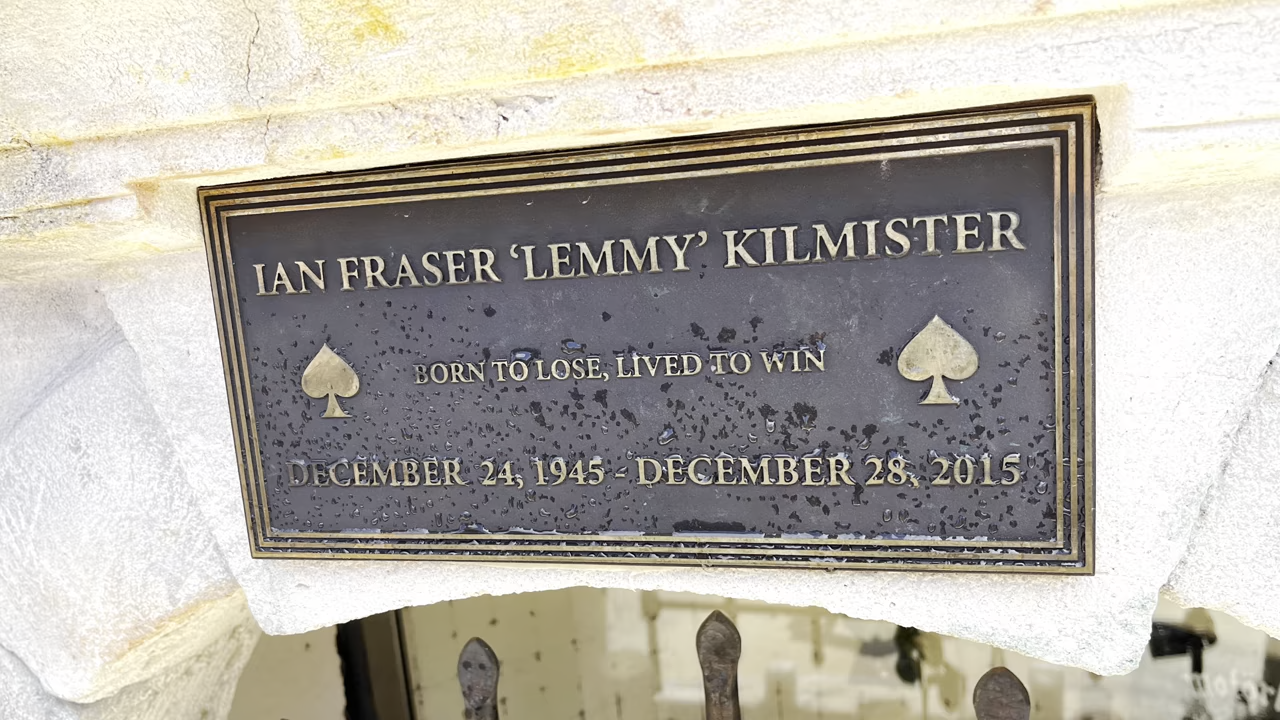 IAN FRASER ‘LEMMY’ KILMISTER
BORN TO LOSE, LIVED TO WIN
DECEMBER 24, 1945 - DECEMBER 28, 2015